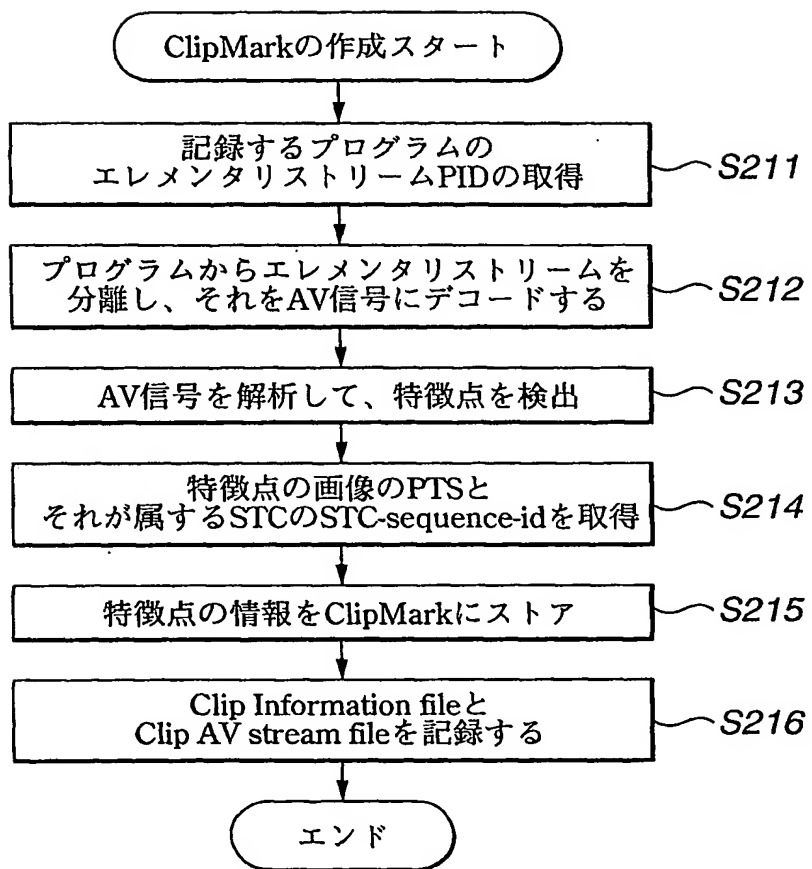 ClipMarkの作成スタート
記録するプログラムの
エレメンタリストリームPIDの取得
S211
プログラムからエレメンタリストリームを
分離し、それをAV信号にデコードする
S212
AV信号を解析して、特徴点を検出
S213
特徴点の画像のPTSと
それが属するSTCのSTC-sequence-idを取得
S214
特徴点の情報をClipMarkにストア
S215
Clip Information fileと
Clip AV stream fileを記録する
S216
エンド